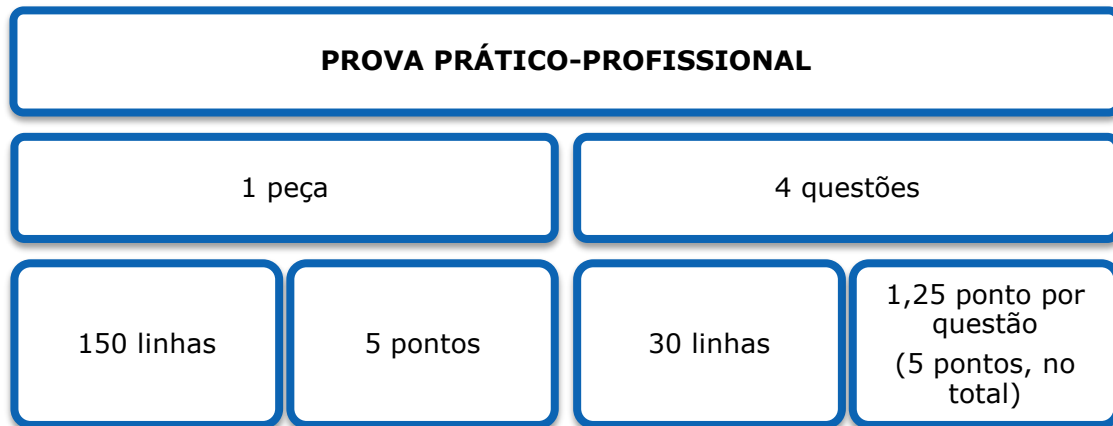 PROVA PRÁTICO-PROFISSIONAL
1 peça
4 questões
150 linhas
5 pontos
30 linhas
1,25 ponto por
questão
(5 pontos, no
total)